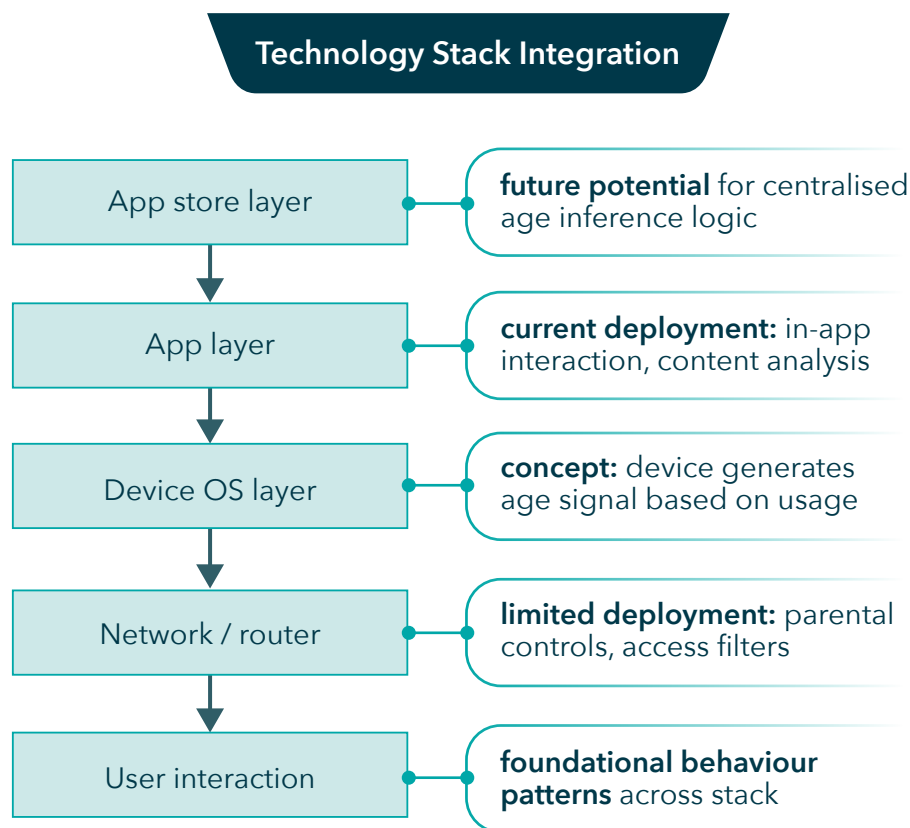 Technology Stack Integration
App store layer
future potential for centralised
age inference logic
App layer
current deployment: in-app
interaction, content analysis
Device OS layer
concept: device generates
age signal based on usage
Network / router
limited deployment: parental
controls, access filters
User interaction
foundational behaviour
patterns across stack